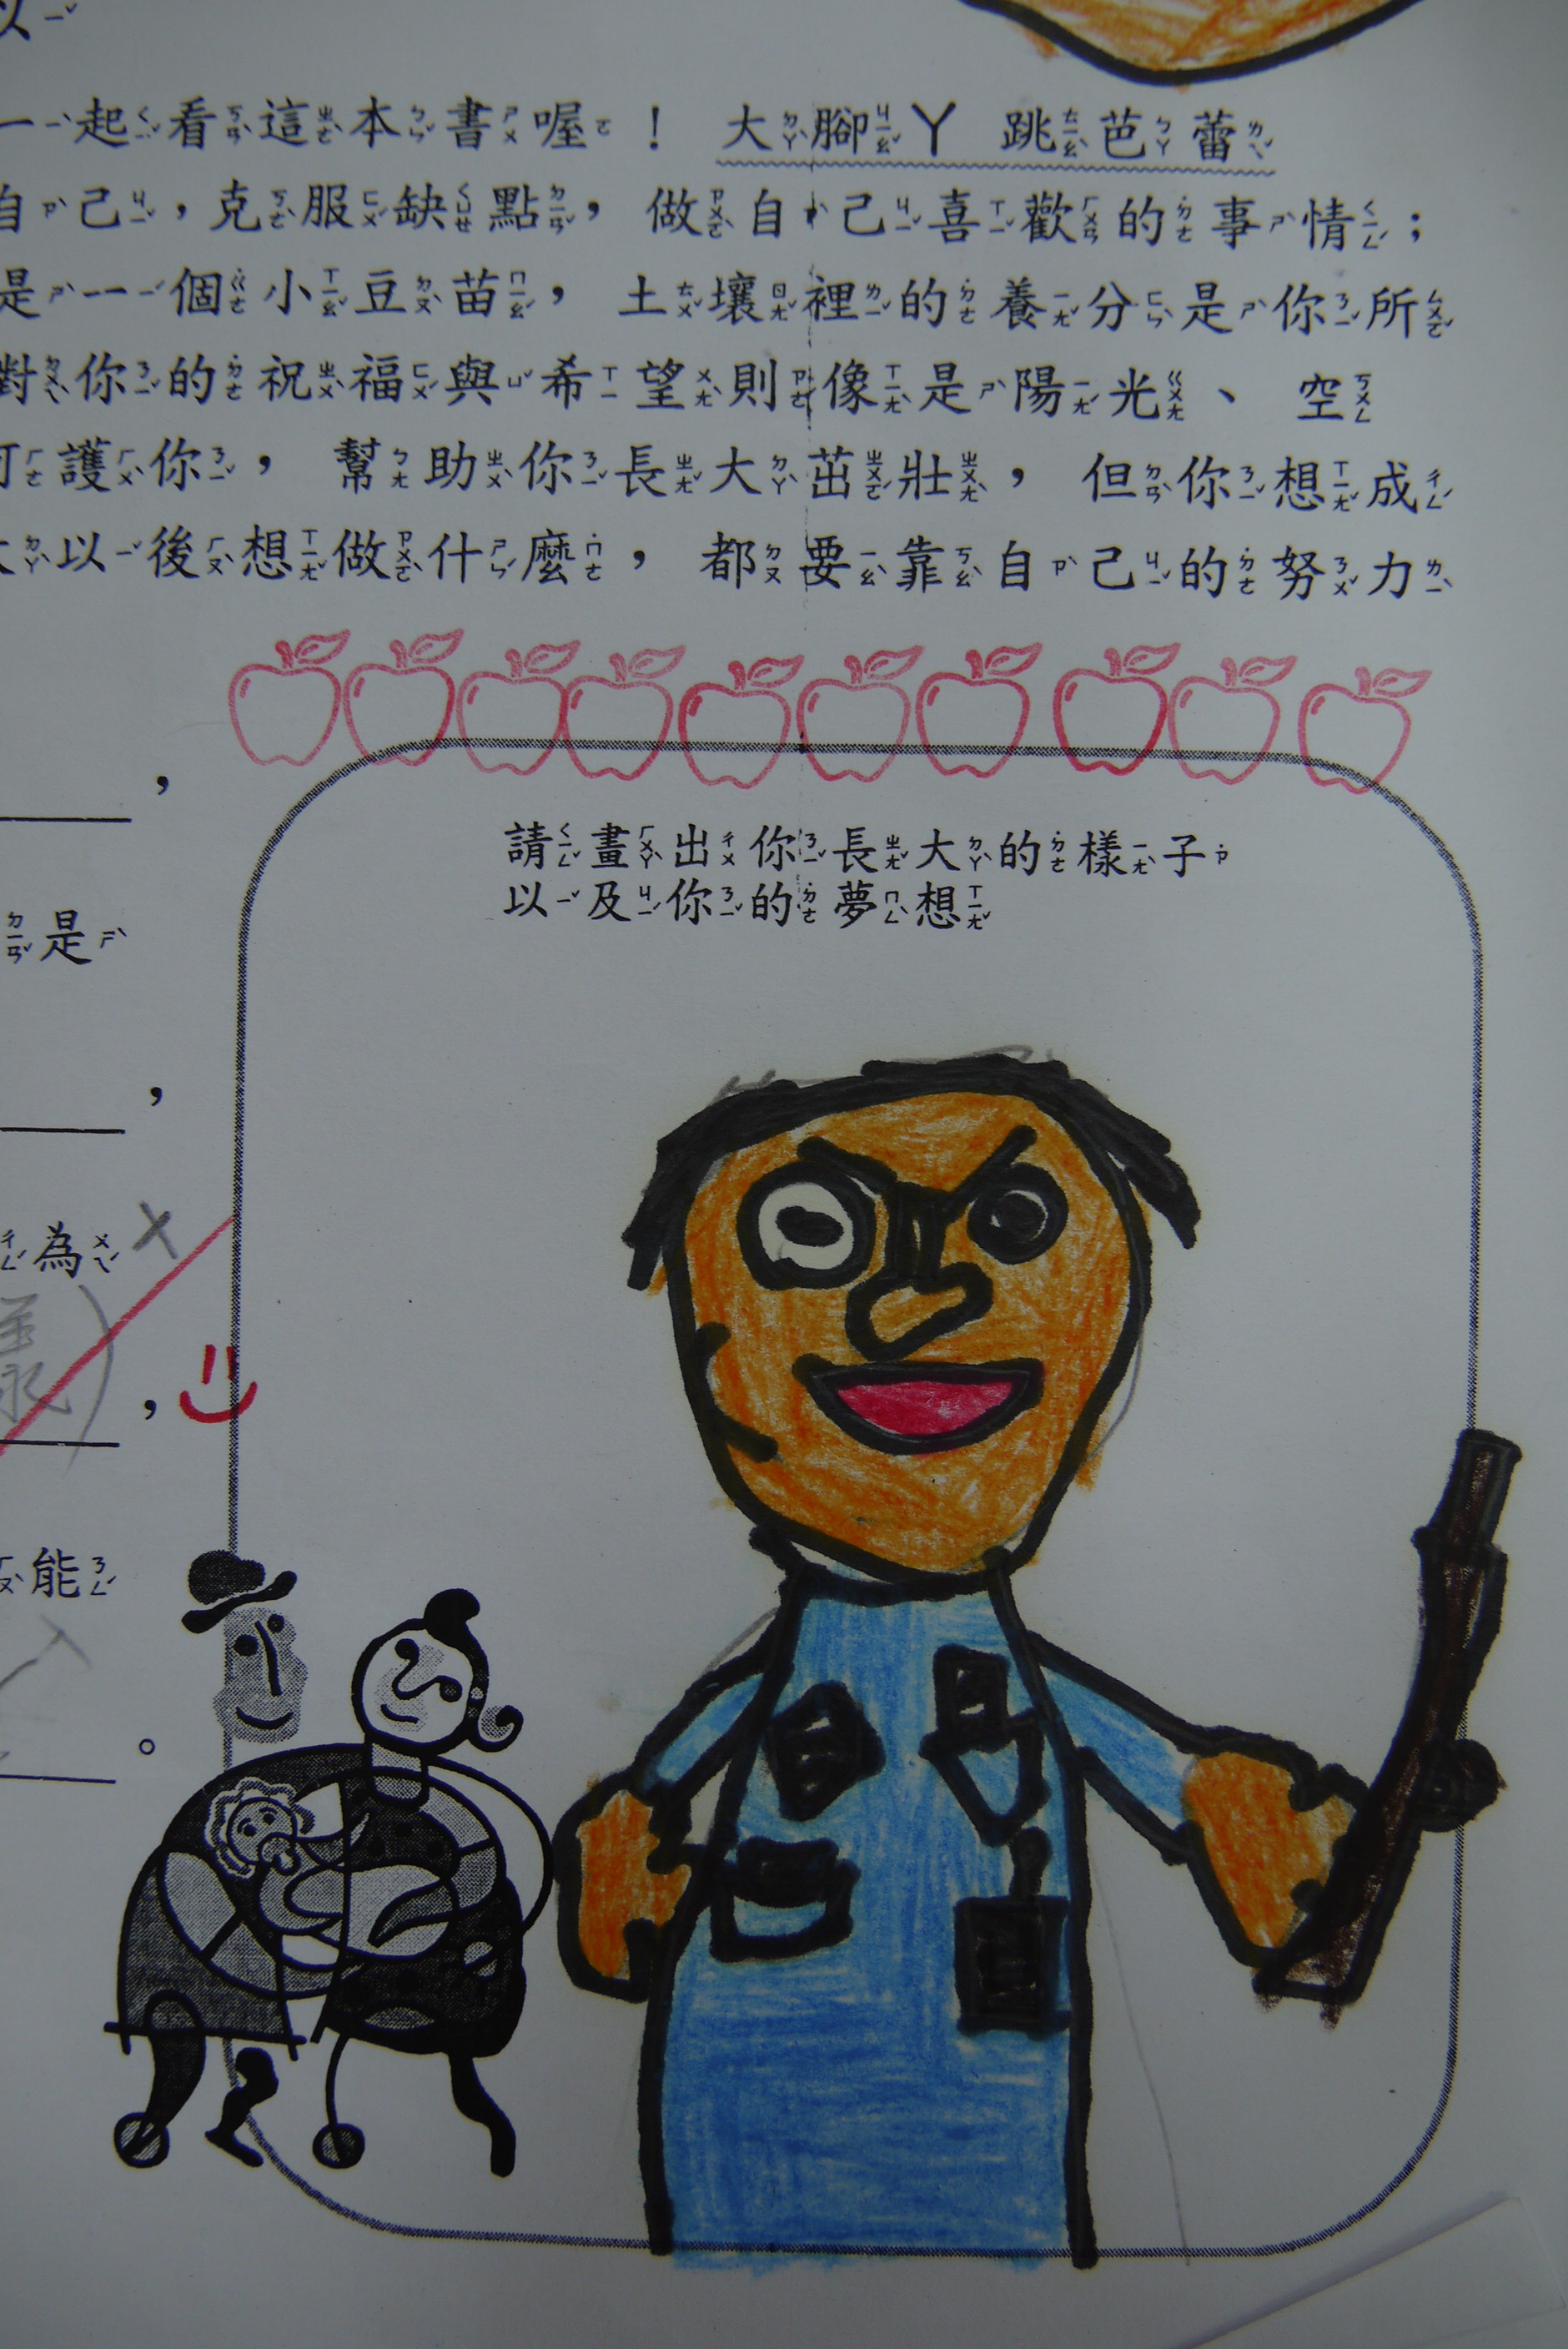 以
一起看這本書喔！ 大腳丫 跳芭蕾
自己，克服缺點， 做自己喜歡的事情；
是一個小豆苗， 土壤裡的養分是你所
對你的祝福與希望則像是陽光、 空
呵護你， 幫助你長大茁壯， 但你想成
大以後想做什麼， 都要靠自己的努力
，
請畫出你長大的樣子
以及你的夢想
是
，
為
，
能
。